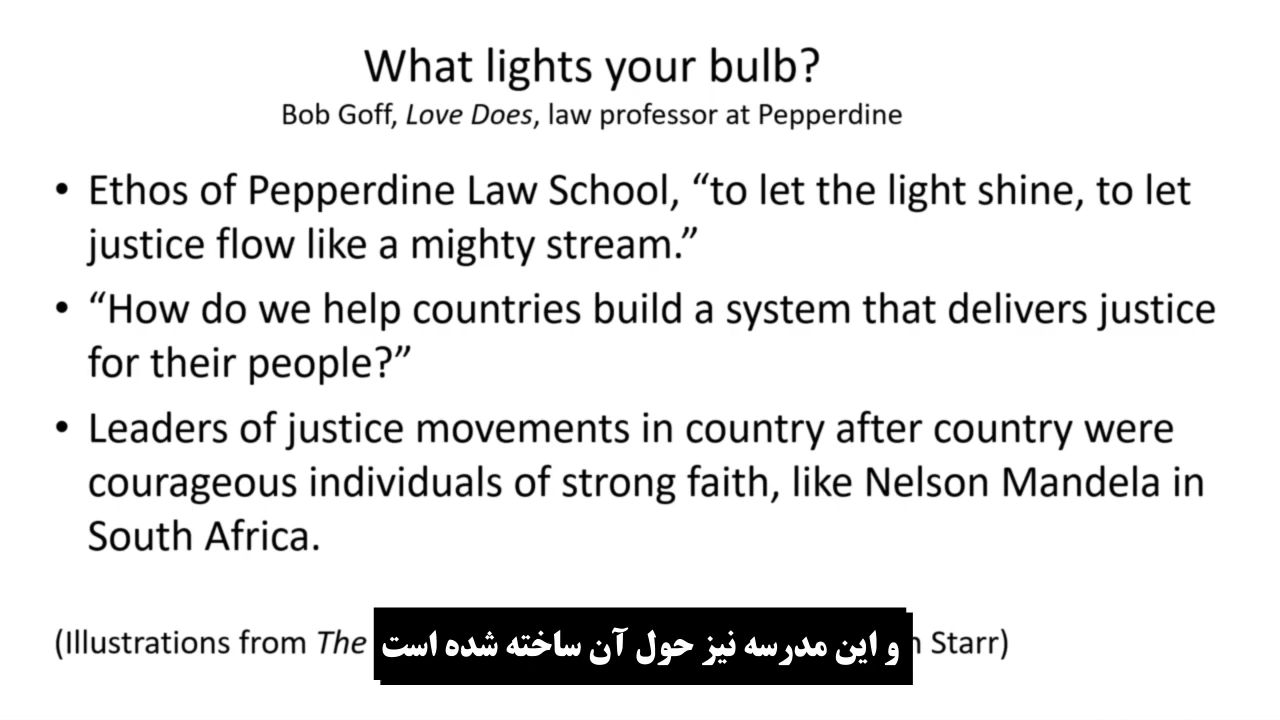 What lights your bulb?
Bob Goff, Love Does, law professor at Pepperdine
• Ethos of Pepperdine Law School, “to let the light shine, to let
justice flow like a mighty stream.”
• “How do we help countries build a system that delivers justice
for their people?”
• Leaders of justice movements in country after country were
courageous individuals of strong faith, like Nelson Mandela in
South Africa.
(Illustrations from The
Starr)
و این مدرسه نیز حول آن ساخته شده است